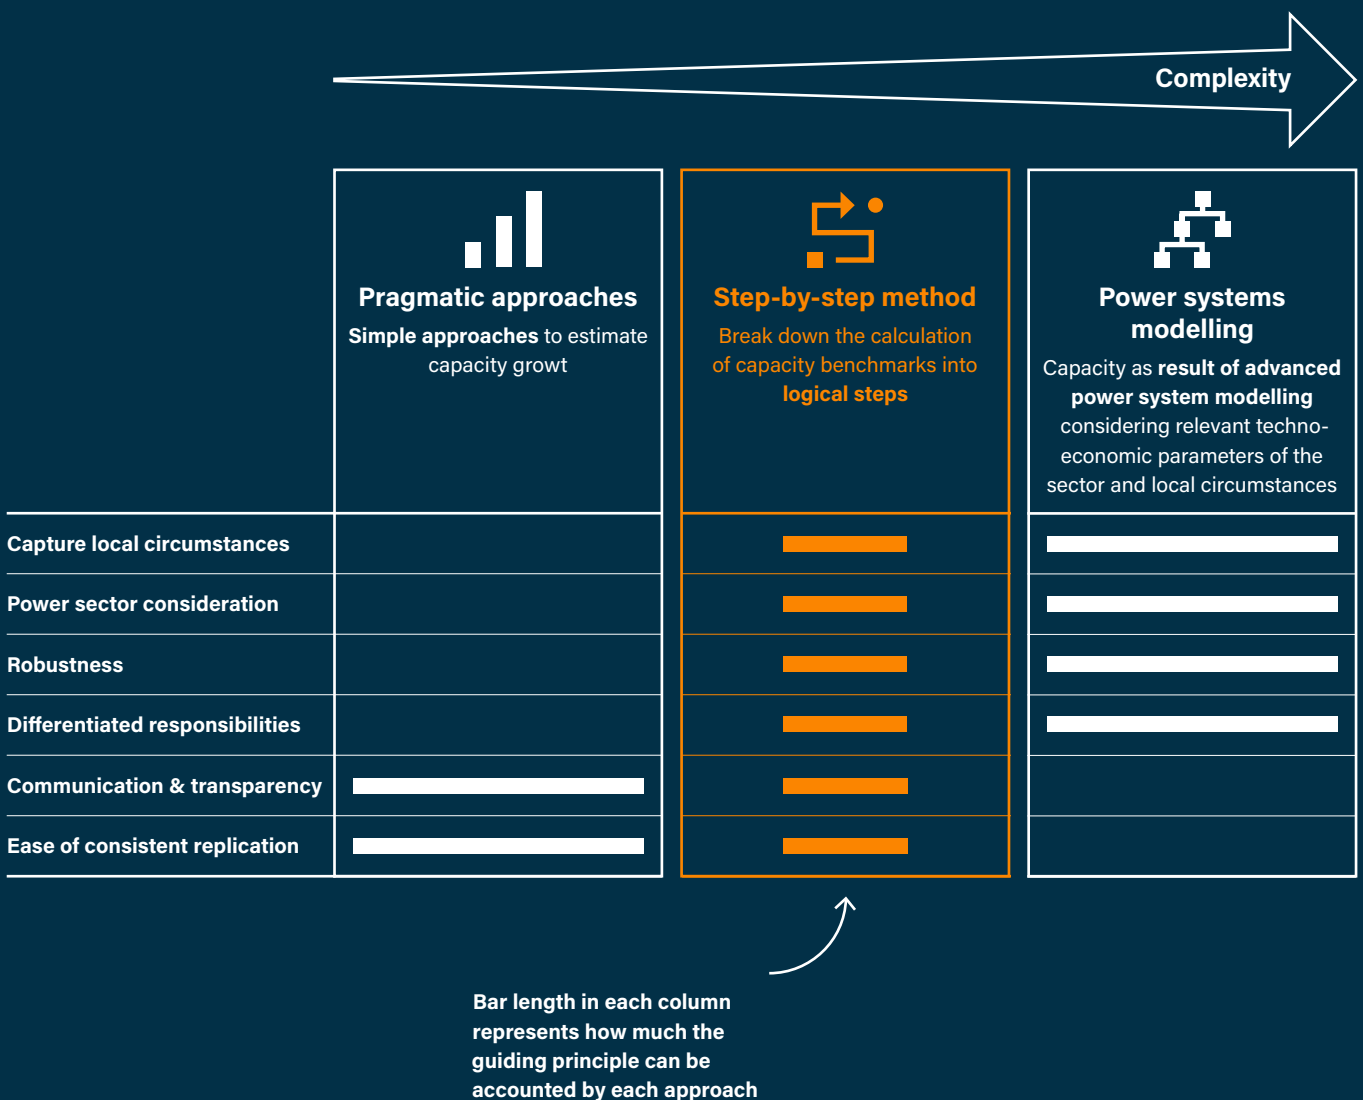 Complexity
Pragmatic approaches
Simple approaches to estimate
capacity growt
Step-by-step method
Break down the calculation
of capacity benchmarks into
logical steps
Power systems
modelling
Capacity as result of advanced
power system modelling
considering relevant techno-
economic parameters of the
sector and local circumstances
Capture local circumstances
Power sector consideration
Robustness
Differentiated responsibilities
Communication & transparency
Ease of consistent replication
Bar length in each column
represents how much the
guiding principle can be
accounted by each approach